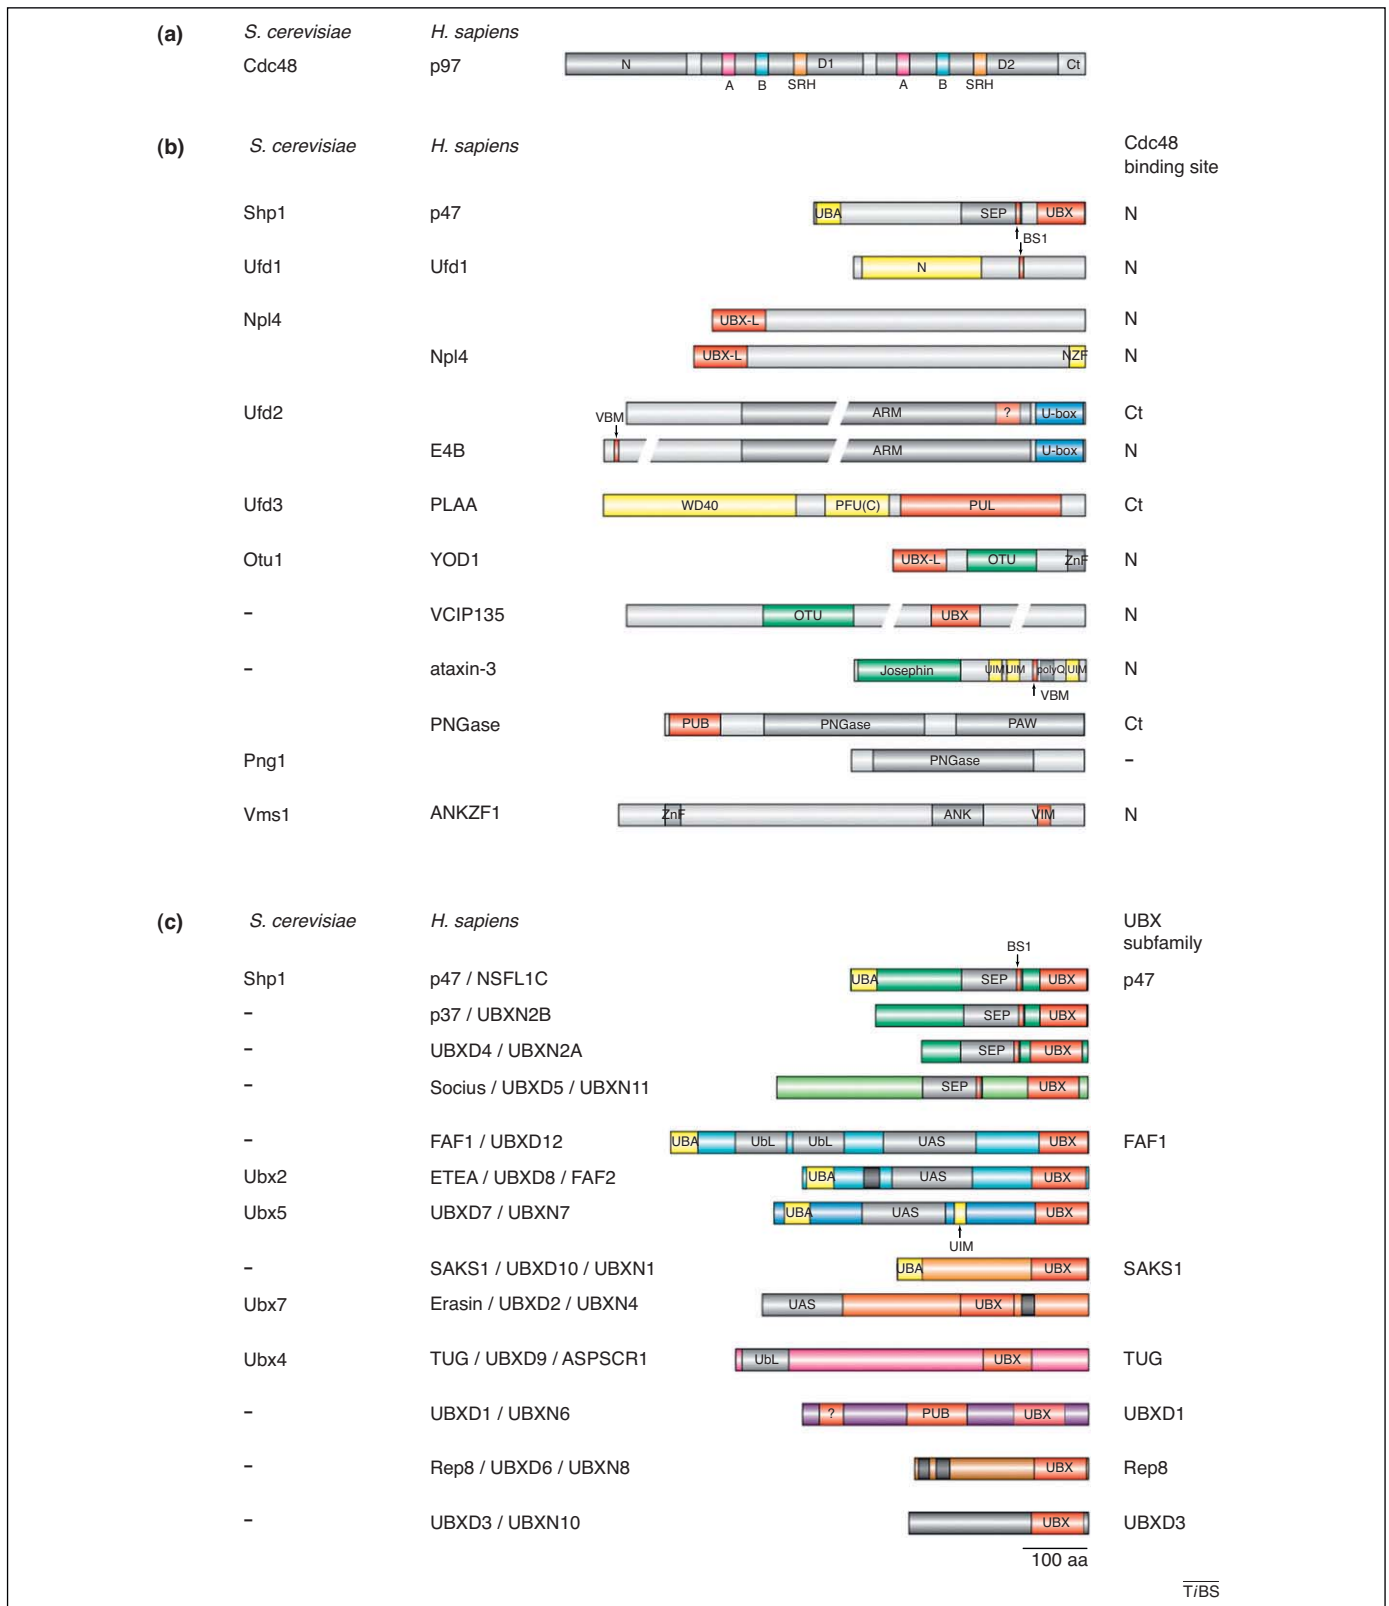 (a) S. cerevisiae H. sapiens
Cdc48 p97 N D1 D2 Ct
A B SRH A B SRH
(b) S. cerevisiae H. sapiens Cdc48
binding site
Shp1 p47 UBA SEP UBX N
BS1
Ufd1 Ufd1 N N
Npl4 UBX-L N
Npl4 UBX-L NZF N
Ufd2 ARM ? U-box Ct
VBM
E4B ARM U-box N
Ufd3 PLAA WD40 PFU(C) PUL Ct
Otu1 YOD1 UBX-L OTU ZnF N
– VCIP135 OTU UBX N
– ataxin-3 Josephin UIM UIM polyQ UIM N
VBM
PNGase PUB PNGase PAW Ct
Png1 PNGase –
Vms1 ANKZF1 ZnF ANK VIM N
(c) S. cerevisiae H. sapiens UBX
subfamily
BS1
Shp1 p47 / NSFL1C UBA SEP UBX p47
– p37 / UBXN2B SEP UBX
– UBXD4 / UBXN2A SEP UBX
– Socius / UBXD5 / UBXN11 SEP UBX
– FAF1 / UBXD12 UBA UbL UbL UAS UBX FAF1
Ubx2 ETEA / UBXD8 / FAF2 UBA UAS UBX
Ubx5 UBXD7 / UBXN7 UBA UAS UBX
UIM
– SAKS1 / UBXD10 / UBXN1 UBA UBX SAKS1
Ubx7 Erasin / UBXD2 / UBXN4 UAS UBX
Ubx4 TUG / UBXD9 / ASPSCR1 UbL UBX TUG
– UBXD1 / UBXN6 ? PUB UBX UBXD1
– Rep8 / UBXD6 / UBXN8 UBX Rep8
– UBXD3 / UBXN10 UBX UBXD3
100 aa
TiBS